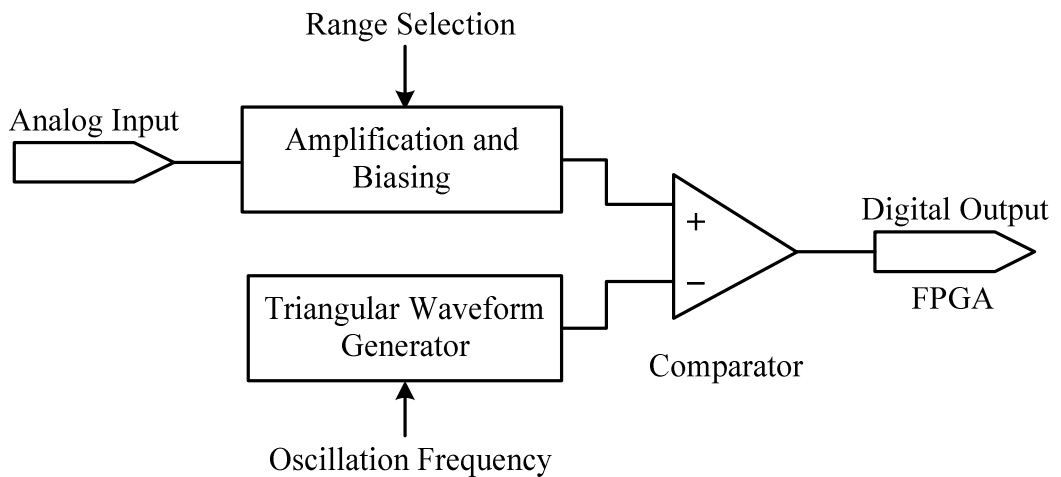 Range Selection
Analog Input
Amplification and
Biasing
+
Digital Output
−
FPGA
Triangular Waveform
Generator
Comparator
Oscillation Frequency